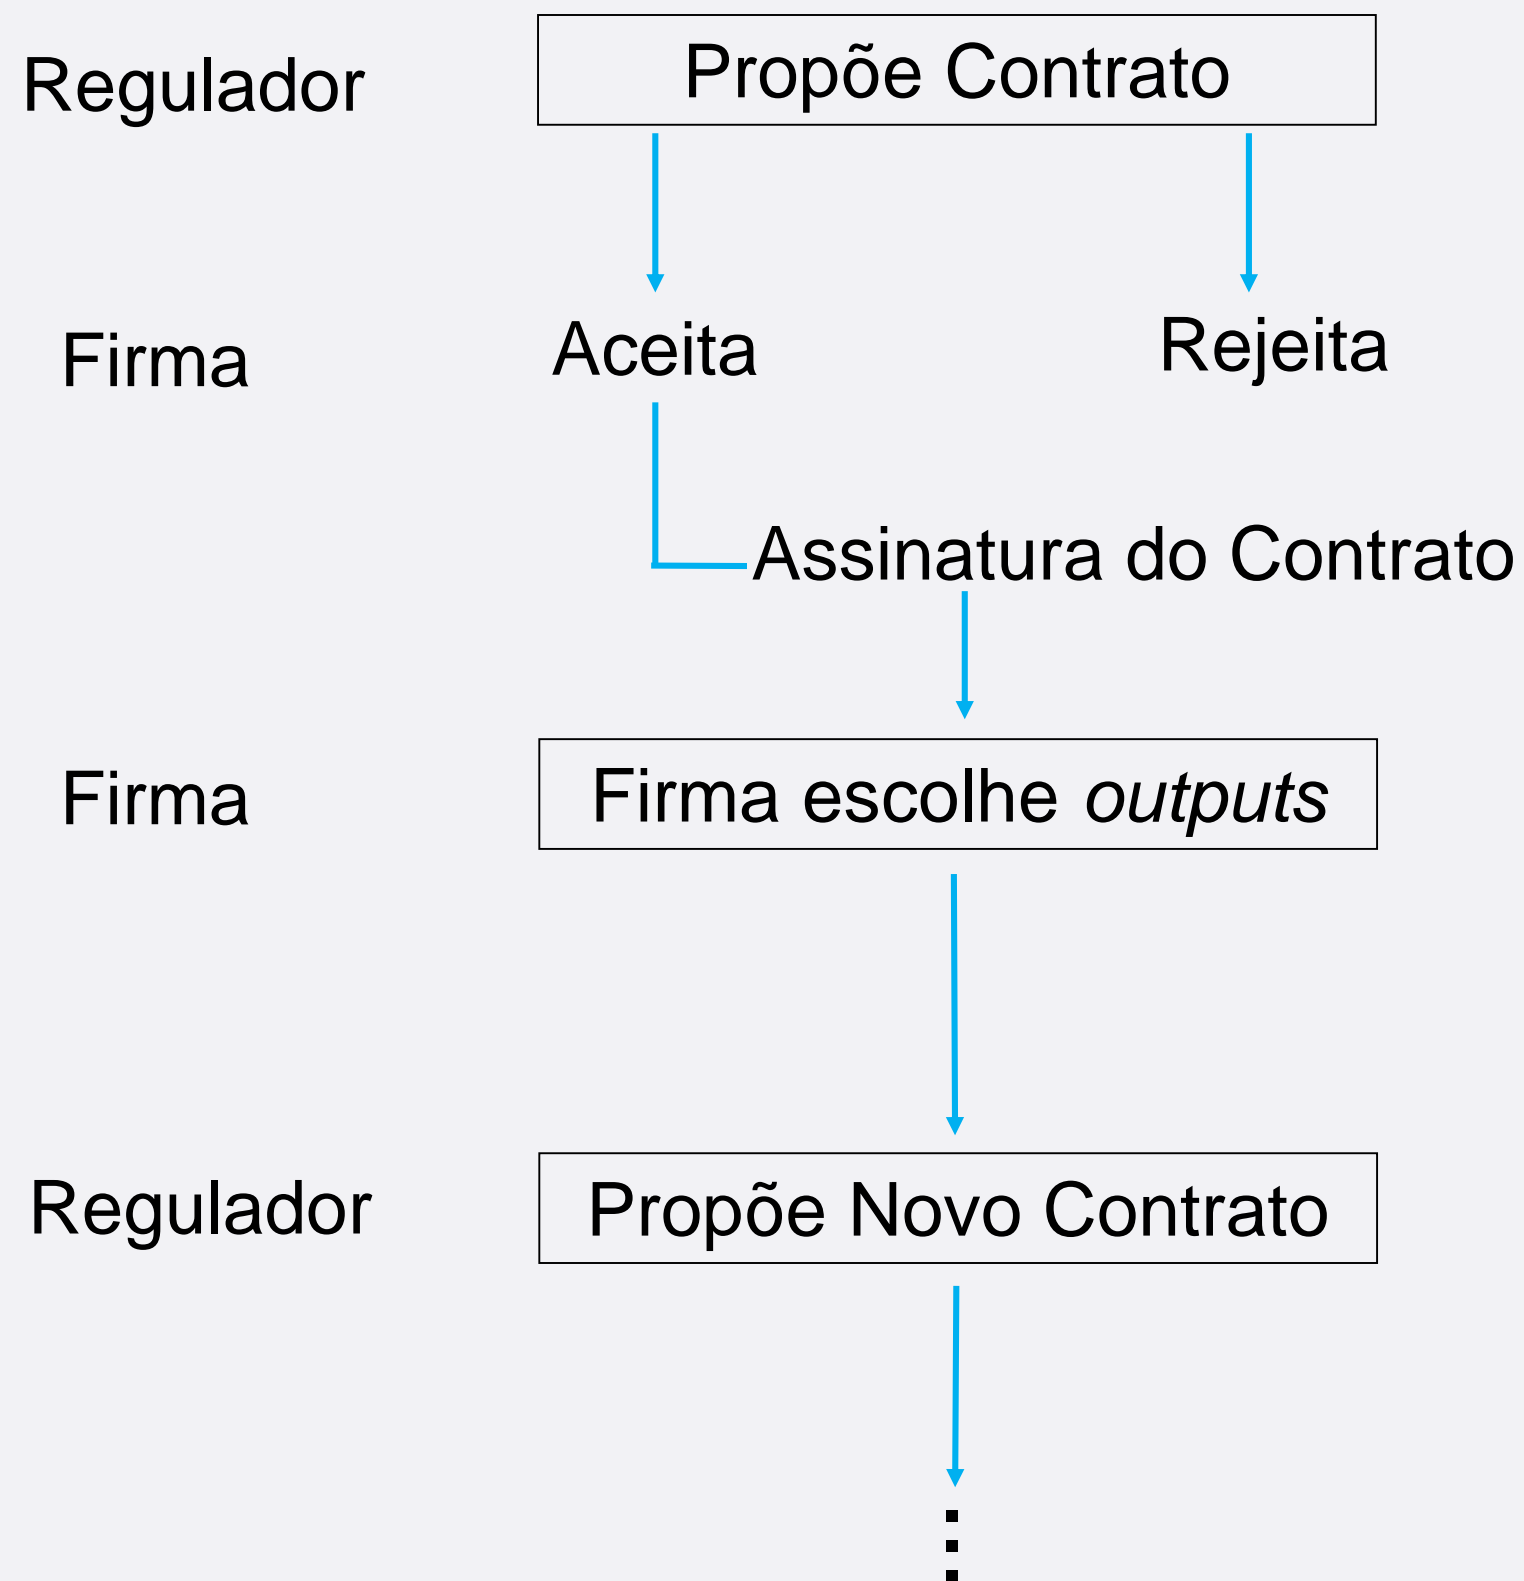 Regulador
Propõe Contrato
Firma
Aceita
Rejeita
Assinatura do Contrato
Firma
Firma escolhe outputs
Regulador
Propõe Novo Contrato